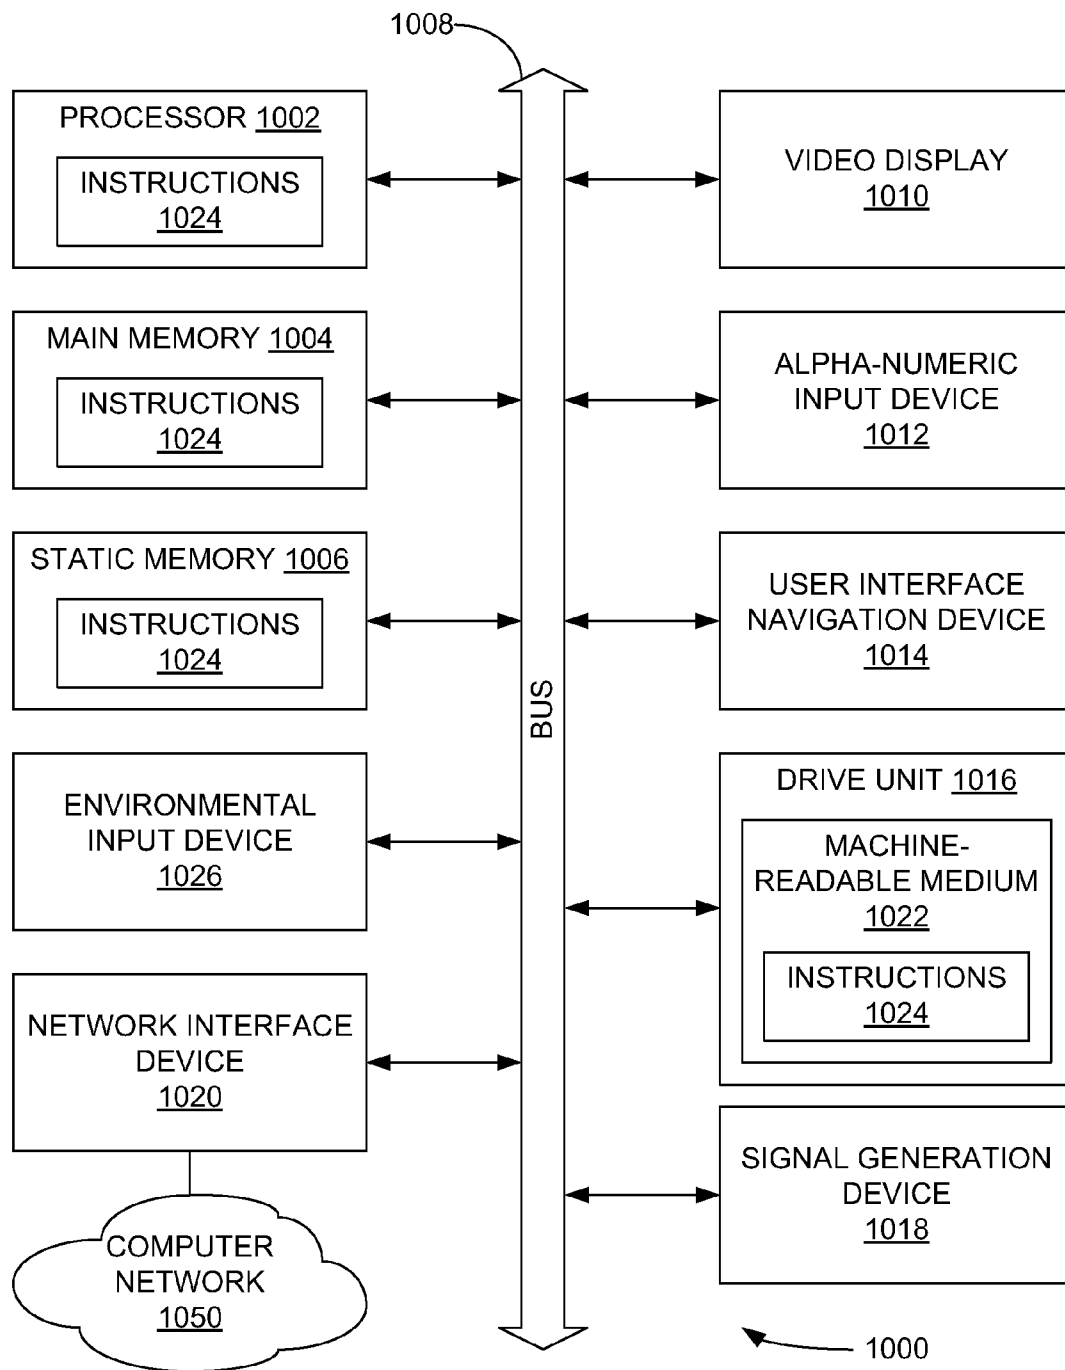 1008
PROCESSOR 1002
INSTRUCTIONS
1024
MAIN MEMORY 1004
INSTRUCTIONS
1024
STATIC MEMORY 1006
INSTRUCTIONS
1024
ENVIRONMENTAL
INPUT DEVICE
1026
NETWORK INTERFACE
DEVICE
1020
COMPUTER
NETWORK
1050
BUS
VIDEO DISPLAY
1010
ALPHA-NUMERIC
INPUT DEVICE
1012
USER INTERFACE
NAVIGATION DEVICE
1014
DRIVE UNIT 1016
MACHINE-
READABLE MEDIUM
1022
INSTRUCTIONS
1024
SIGNAL GENERATION
DEVICE
1018
1000